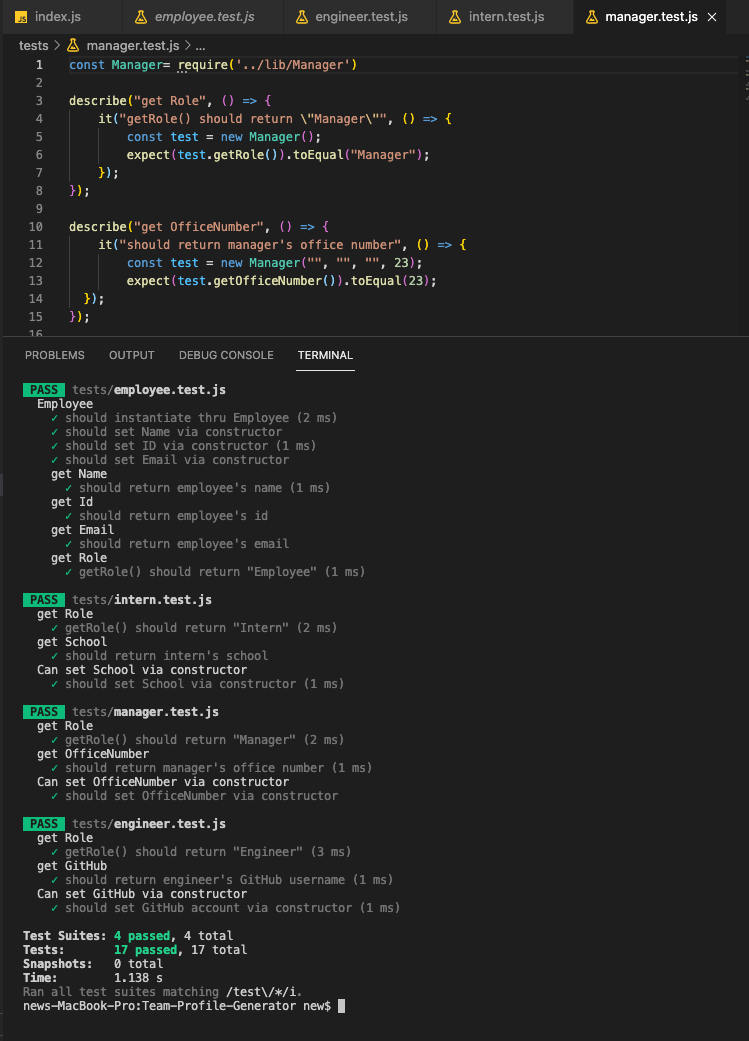 JS index.js employee.test.js engineer.test.js intern.test.js manager.test.js ×
tests > manager.test.js > ...
1 const Manager= require('../lib/Manager')
2
3 describe("get Role", () => {
4 it("getRole() should return \"Manager\"", () => {
5 const test = new Manager();
6 expect(test.getRole()).toEqual("Manager");
7 });
8 });
9
10 describe("get OfficeNumber", () => {
11 it("should return manager's office number", () => {
12 const test = new Manager("", "", "", 23);
13 expect(test.getOfficeNumber()).toEqual(23);
14 });
15 });
16
PROBLEMS OUTPUT DEBUG CONSOLE TERMINAL
PASS tests/employee.test.js
Employee
✓ should instantiate thru Employee (2 ms)
✓ should set Name via constructor
✓ should set ID via constructor (1 ms)
✓ should set Email via constructor
get Name
✓ should return employee's name (1 ms)
get Id
✓ should return employee's id
get Email
✓ should return employee's email
get Role
✓ getRole() should return "Employee" (1 ms)
PASS tests/intern.test.js
get Role
✓ getRole() should return "Intern" (2 ms)
get School
✓ should return intern's school
Can set School via constructor
✓ should set School via constructor (1 ms)
PASS tests/manager.test.js
get Role
✓ getRole() should return "Manager" (2 ms)
get OfficeNumber
✓ should return manager's office number (1 ms)
Can set OfficeNumber via constructor
✓ should set OfficeNumber via constructor
PASS tests/engineer.test.js
get Role
✓ getRole() should return "Engineer" (3 ms)
get GitHub
✓ should return engineer's GitHub username (1 ms)
Can set GitHub via constructor
✓ should set GitHub account via constructor (1 ms)
Test Suites: 4 passed, 4 total
Tests: 17 passed, 17 total
Snapshots: 0 total
Time: 1.138 s
Ran all test suites matching /test\/*/i.
news-MacBook-Pro:Team-Profile-Generator new$